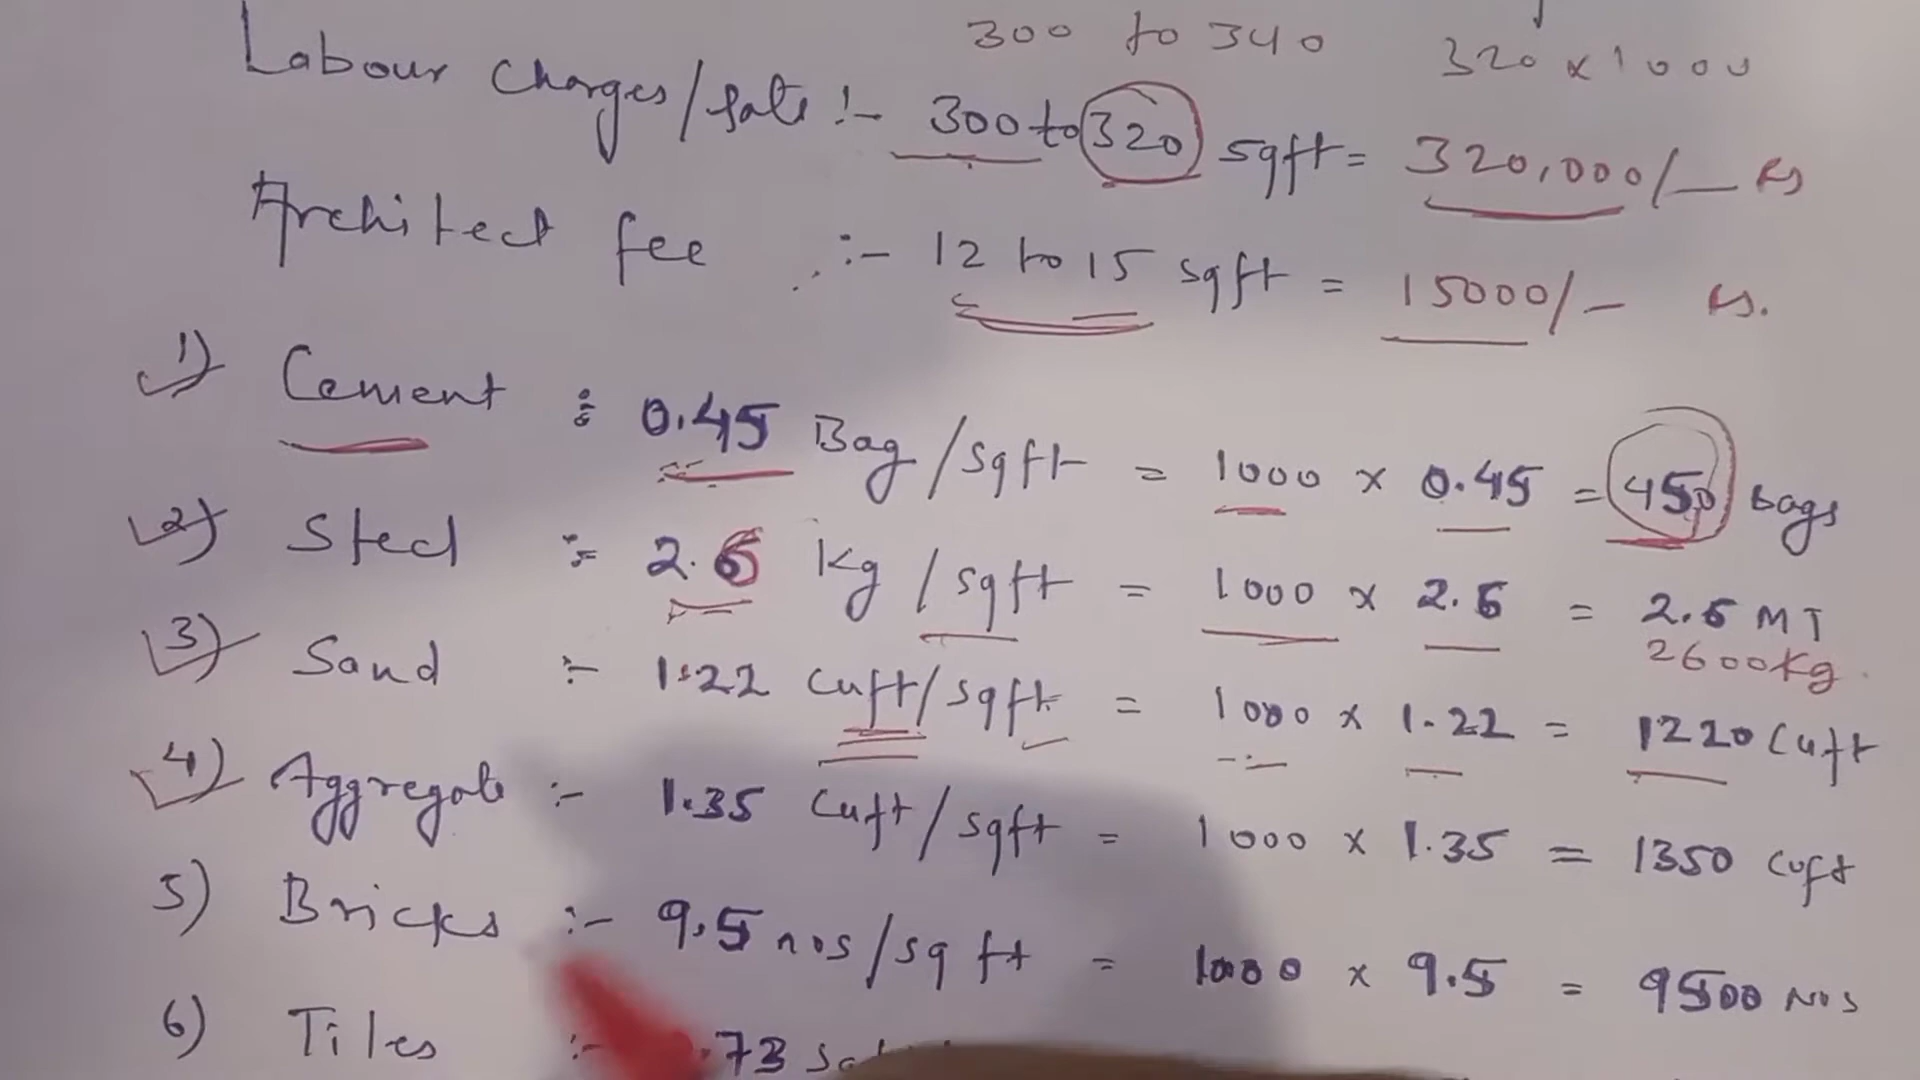 300 to 340 320 x 1000
Labour charges/rate :- 300 to 320 sqft = 320,000/- Rs
Architect fee :- 12 to 15 sqft = 15000/- Rs.
1) Cement : 0.45 Bag/sqft = 1000 x 0.45 = 450 bags
2) Steel :- 2.6 Kg/sqft = 1000 x 2.6 = 2.6 MT
2600Kg
3) Sand :- 1.22 Cuft/sqft = 1000 x 1.22 = 1220 Cuft
4) Aggregate :- 1.35 Cuft/sqft = 1000 x 1.35 = 1350 Cuft
5) Bricks :- 9.5 nos/sqft = 1000 x 9.5 = 9500 Nos
6) Tiles :- .73